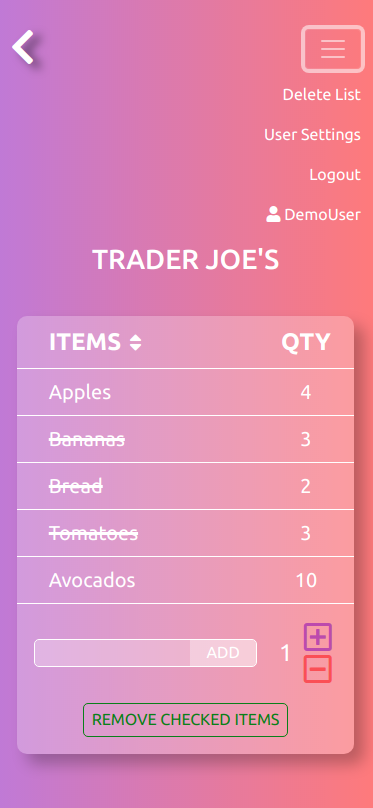 Delete List
User Settings
Logout
DemoUser
TRADER JOE'S
ITEMS QTY
Apples 4
Bananas 3
Bread 2
Tomatoes 3
Avocados 10
ADD 1
REMOVE CHECKED ITEMS